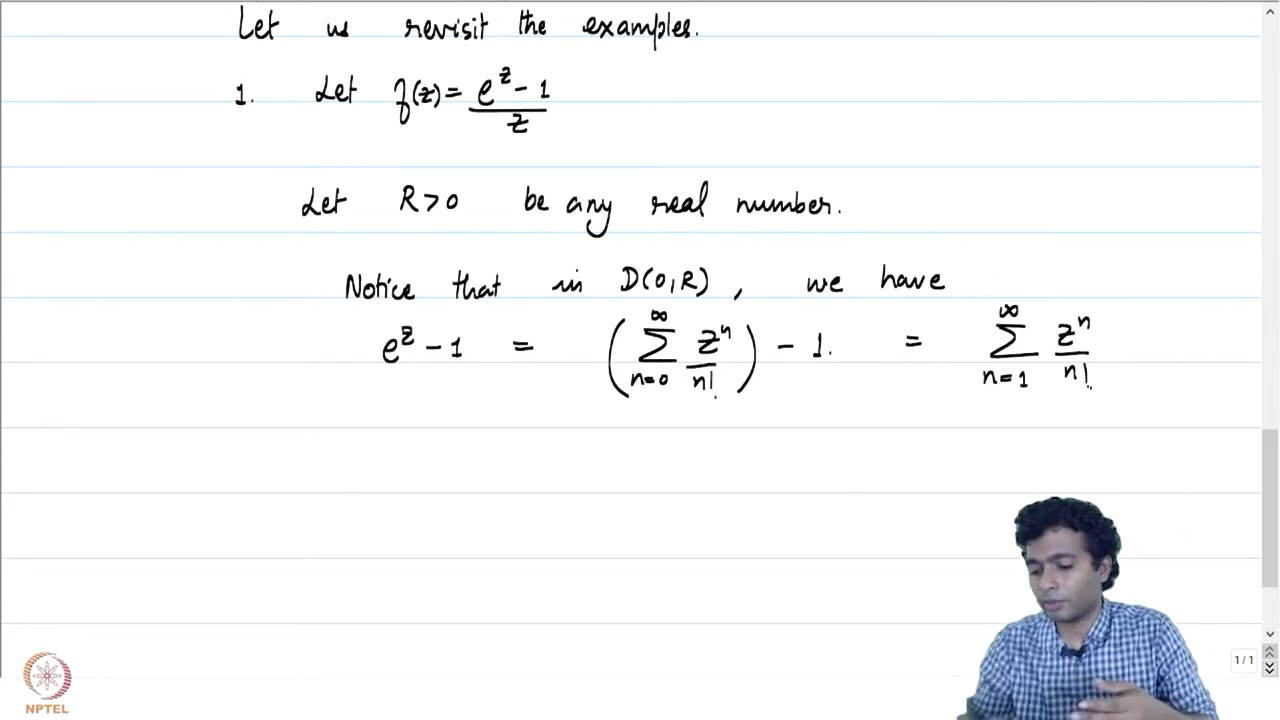 Let us revisit the examples.
1. Let f(z) = (e^z - 1)/z
Let R > 0 be any real number.
Notice that in D(0,R), we have
e^z - 1 = (∑_{n=0}^{∞} z^n/n!) - 1. = ∑_{n=1}^{∞} z^n/n!
1/1
NPTEL